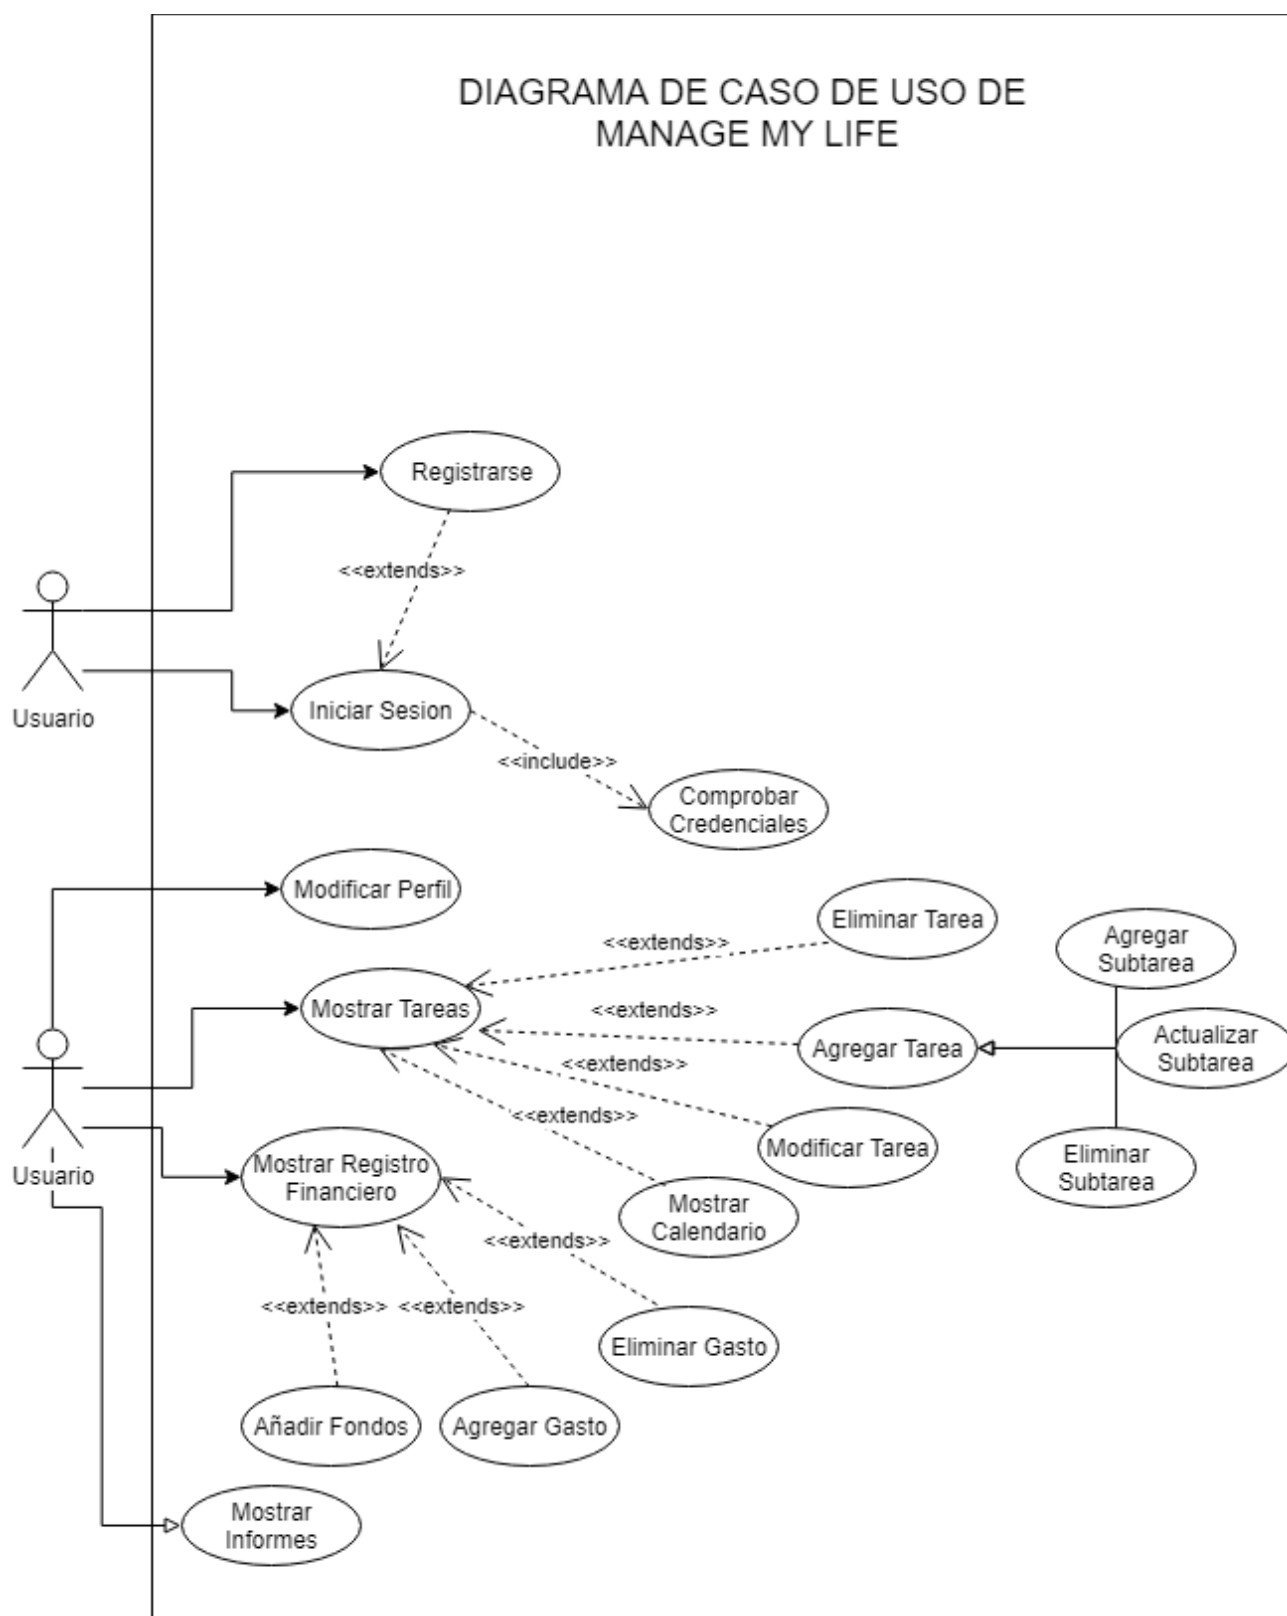 DIAGRAMA DE CASO DE USO DE
MANAGE MY LIFE
Registrarse
<<extends>>
Usuario
Iniciar Sesion
<<include>>
Comprobar
Credenciales
Modificar Perfil
Eliminar Tarea
<<extends>>
Agregar
Subtarea
Mostrar Tareas
<<extends>>
Agregar Tarea
Actualizar
Subtarea
<<extends>>
<<extends>>
Modificar Tarea
Eliminar
Subtarea
Usuario
Mostrar Registro
Financiero
Mostrar
Calendario
<<extends>>
<<extends>>
<<extends>>
Eliminar Gasto
Añadir Fondos
Agregar Gasto
Mostrar
Informes